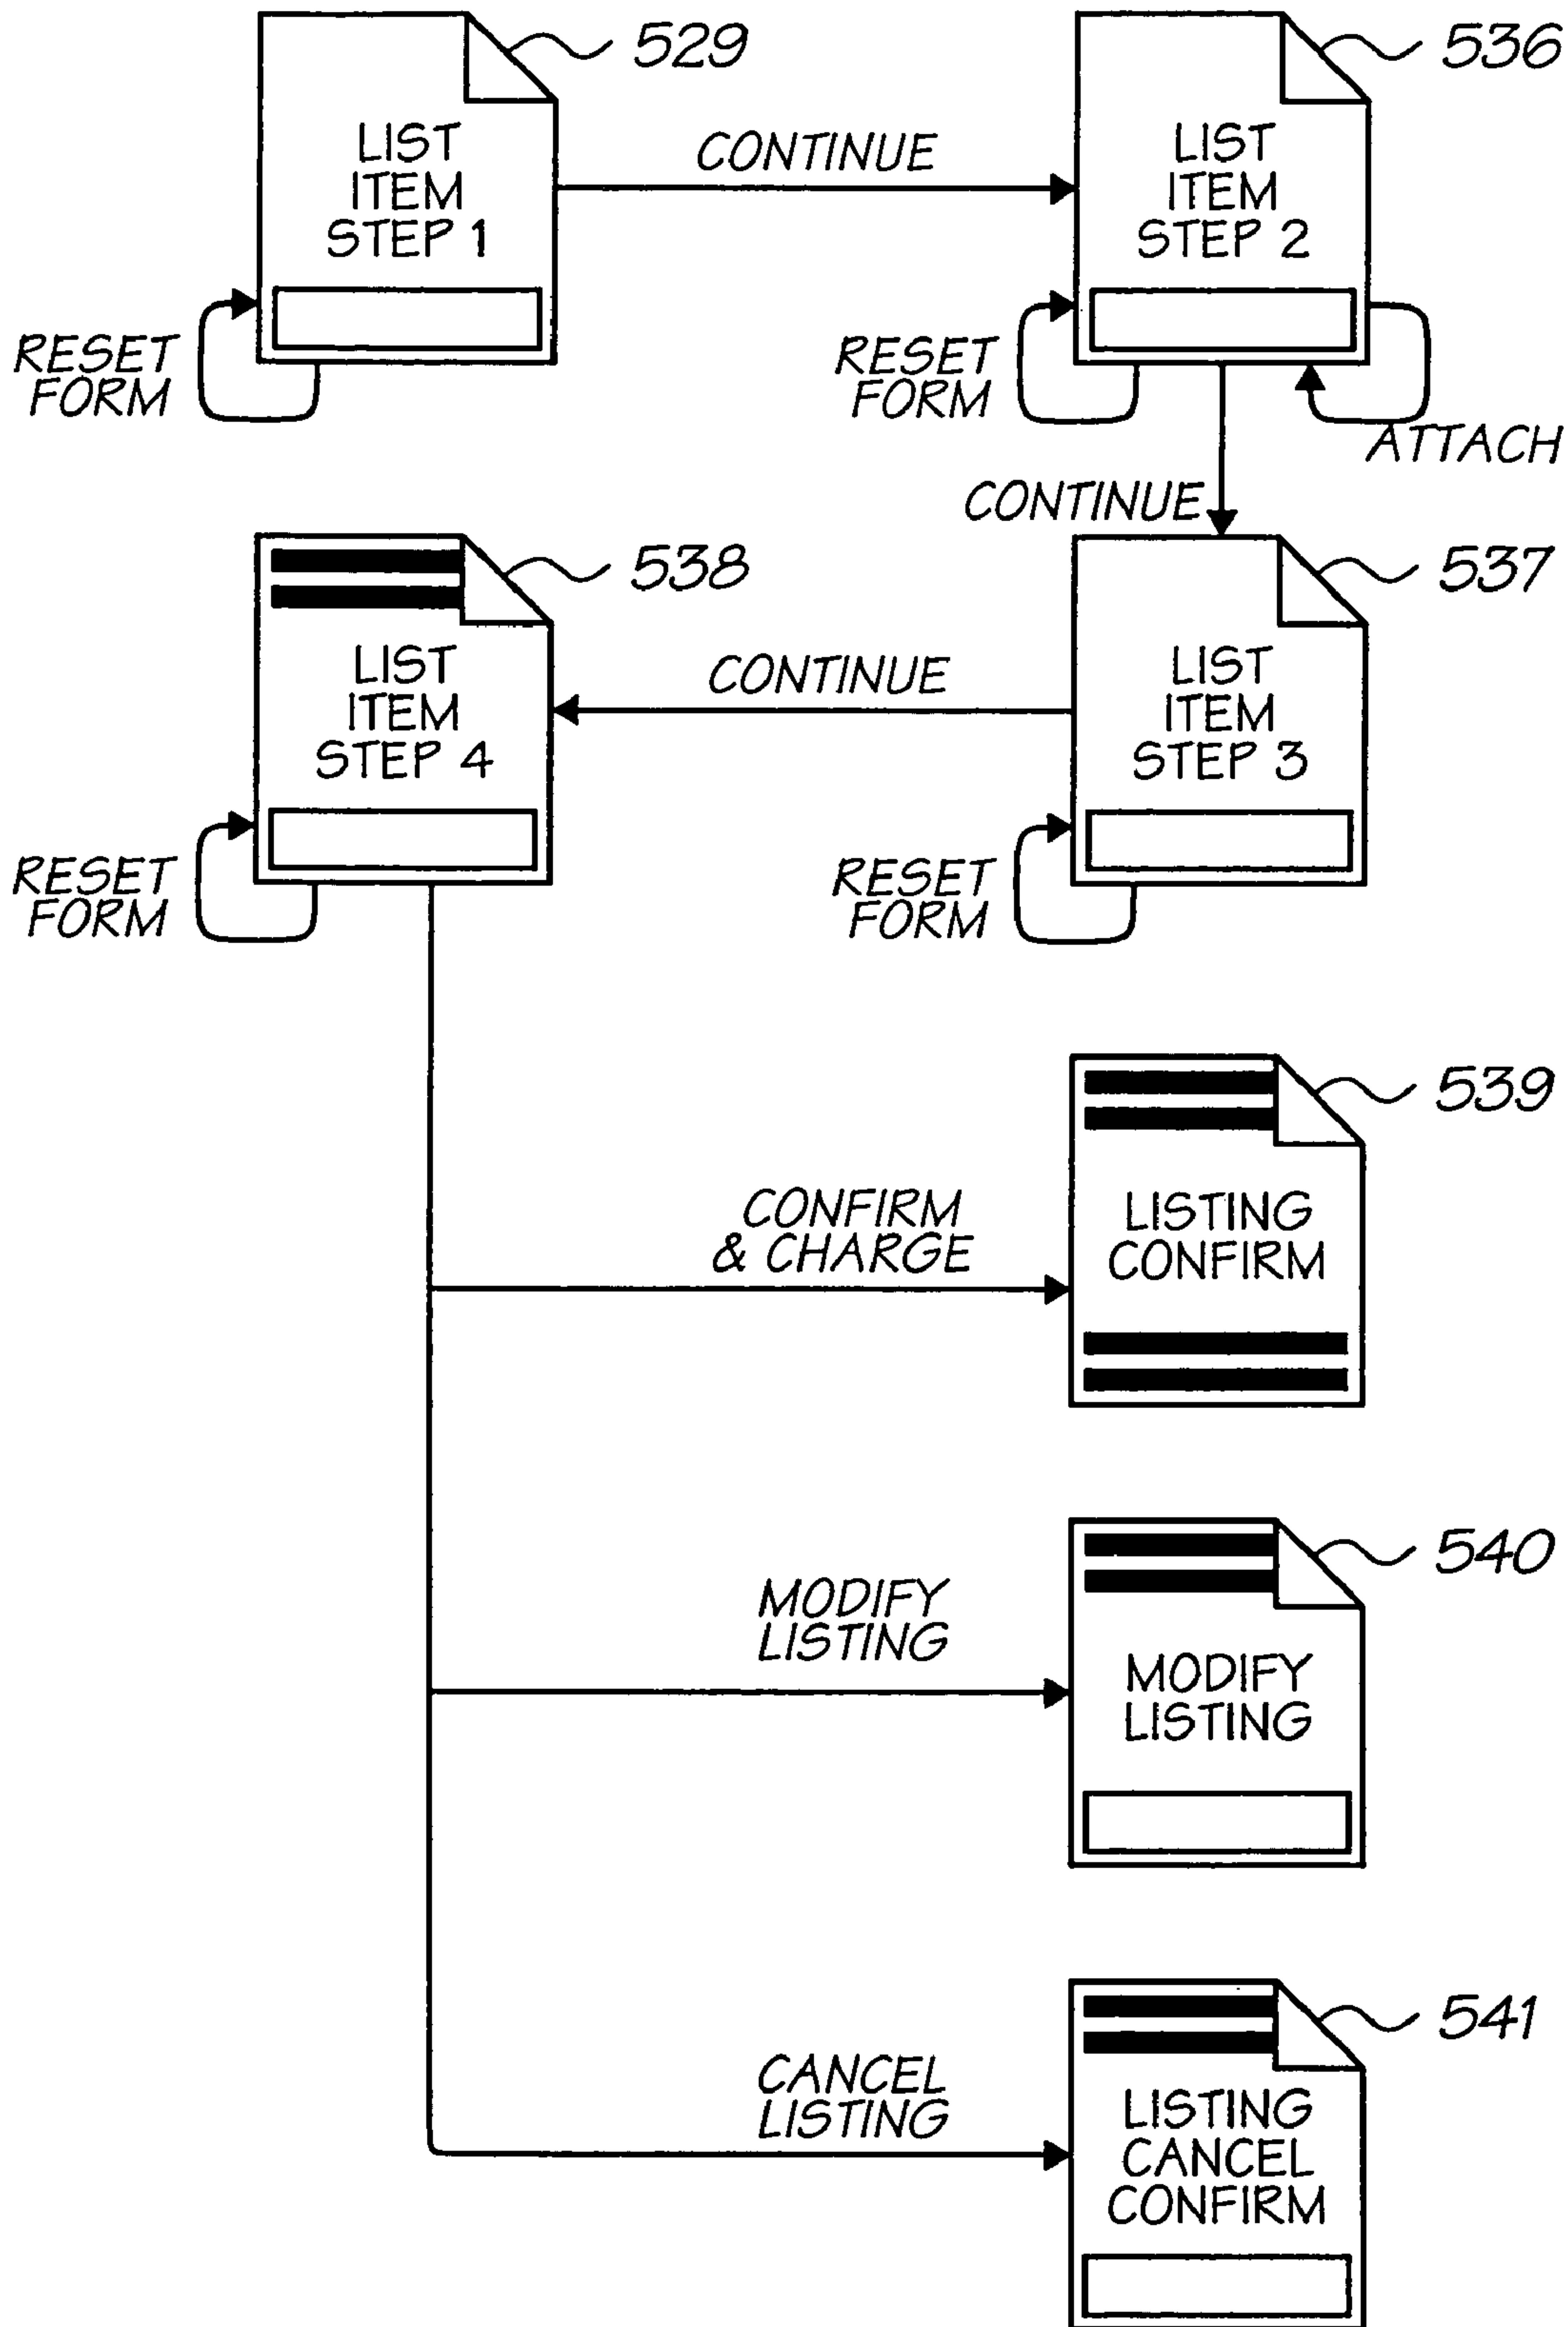 529
LIST
ITEM
STEP 1
RESET
FORM
CONTINUE
536
LIST
ITEM
STEP 2
RESET
FORM
ATTACH
CONTINUE
538
LIST
ITEM
STEP 4
RESET
FORM
CONTINUE
537
LIST
ITEM
STEP 3
RESET
FORM
CONFIRM
& CHARGE
539
LISTING
CONFIRM
MODIFY
LISTING
540
MODIFY
LISTING
CANCEL
LISTING
541
LISTING
CANCEL
CONFIRM